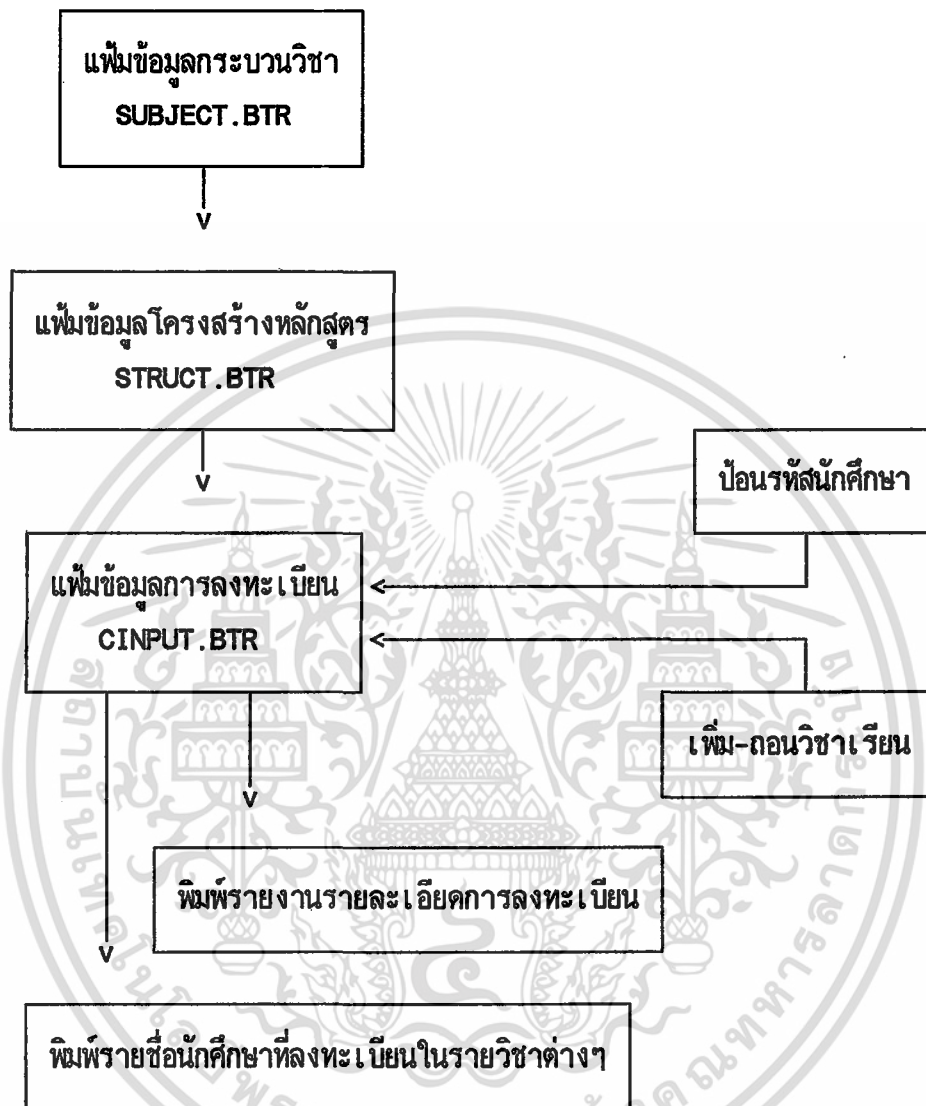 แฟ้มข้อมูลกระบวนวิชา
SUBJECT.BTR
แฟ้มข้อมูลโครงสร้างหลักสูตร
STRUCT.BTR
ป้อนรหัสนักศึกษา
แฟ้มข้อมูลการลงทะเบียน
CINPUT.BTR
เพิ่ม-ถอนวิชาเรียน
พิมพ์รายงานรายละเอียดการลงทะเบียน
พิมพ์รายชื่อนักศึกษาที่ลงทะเบียนในรายวิชาต่างๆ